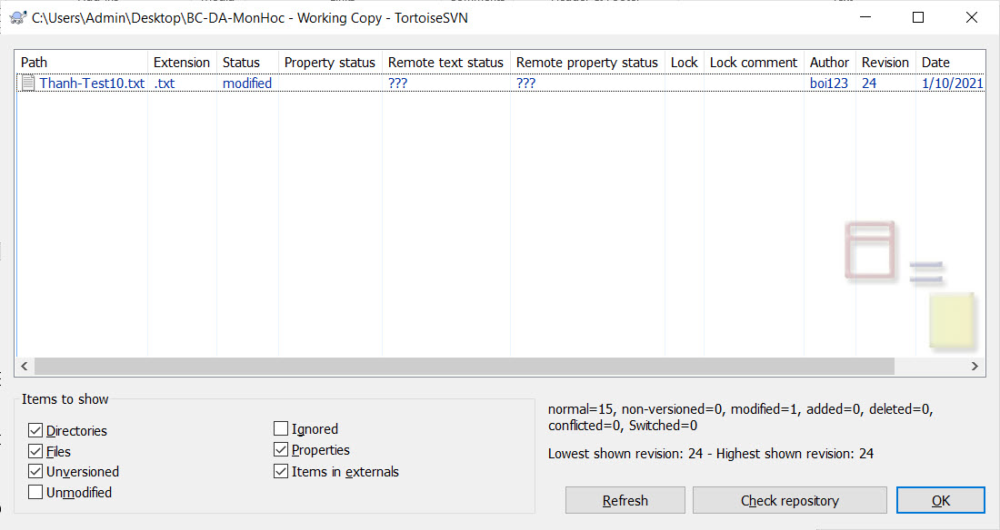 C:\Users\Admin\Desktop\BC-DA-MonHoc - Working Copy - TortoiseSVN
Path Extension Status Property status Remote text status Remote property status Lock Lock comment Author Revision Date
Thanh-Test10.txt .txt modified ??? ??? boi123 24 1/10/2021
Items to show
Directories
Files
Unversioned
Unmodified
Ignored
Properties
Items in externals
normal=15, non-versioned=0, modified=1, added=0, deleted=0,
conflicted=0, Switched=0
Lowest shown revision: 24 - Highest shown revision: 24
Refresh Check repository OK